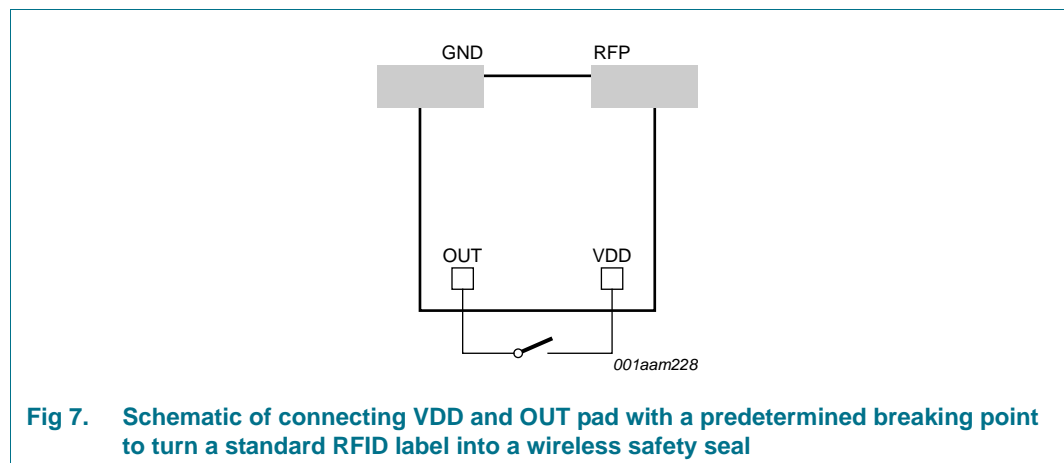 GND RFP
OUT VDD
001aam228
Fig 7. Schematic of connecting VDD and OUT pad with a predetermined breaking point
to turn a standard RFID label into a wireless safety seal